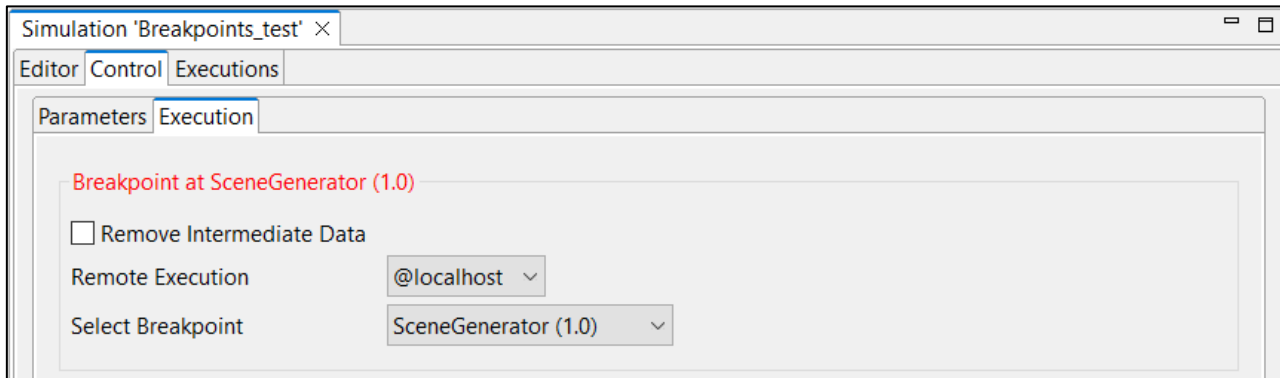 Simulation 'Breakpoints_test'
Editor Control Executions
Parameters Execution
Breakpoint at SceneGenerator (1.0)
Remove Intermediate Data
Remote Execution @localhost
Select Breakpoint SceneGenerator (1.0)